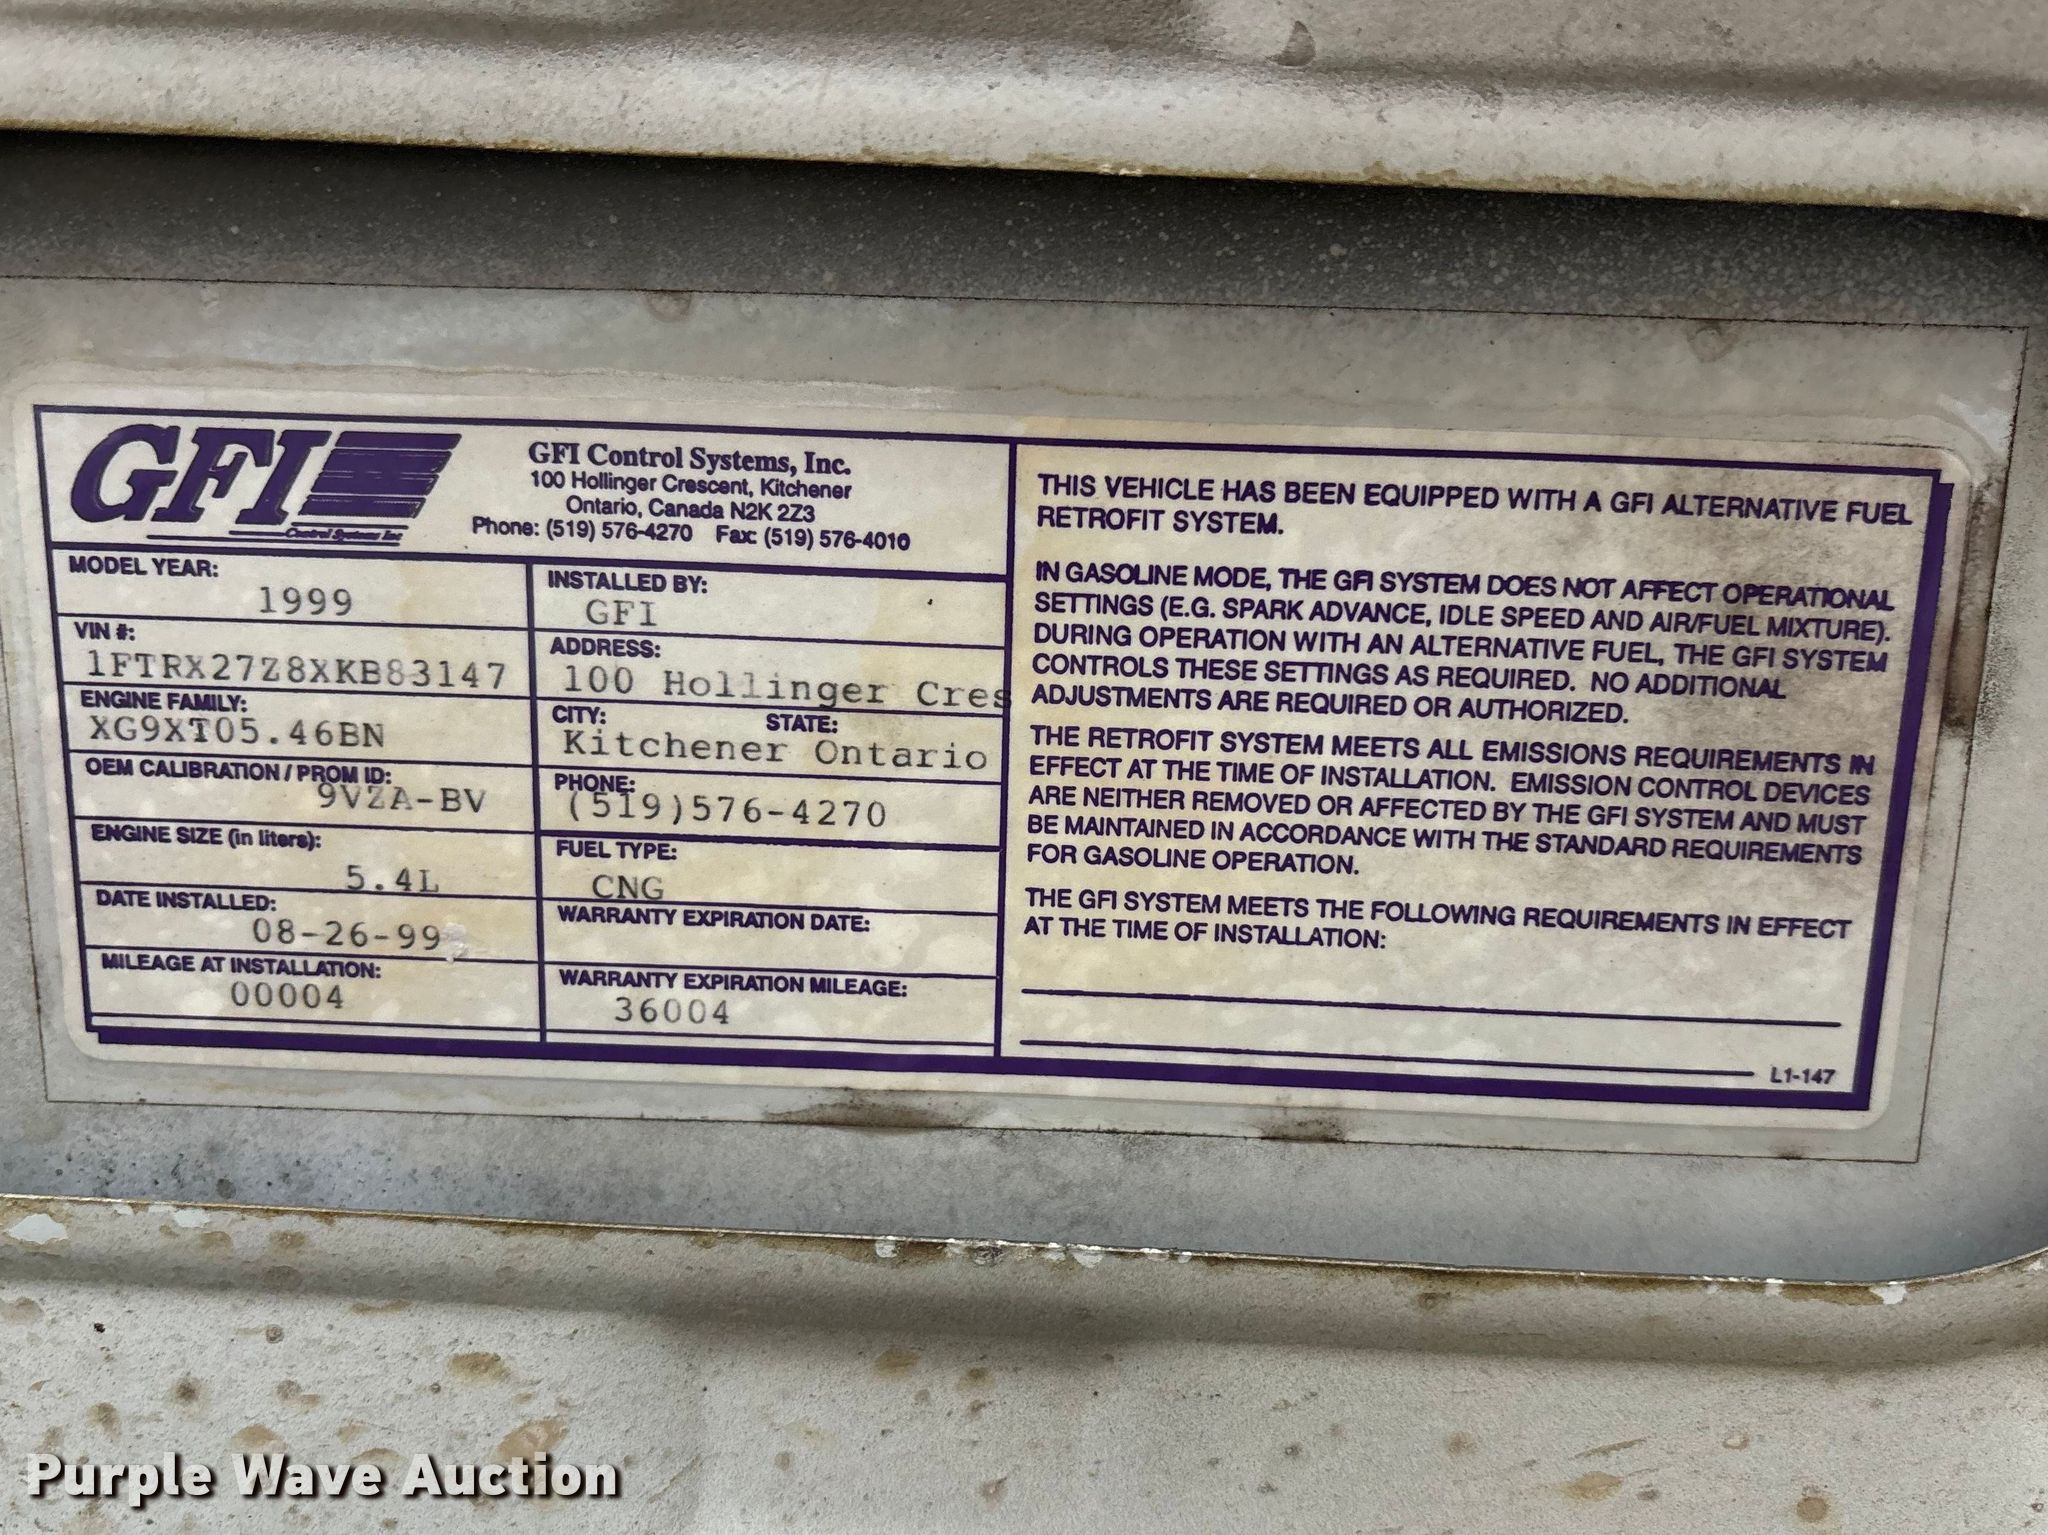 GFI
Control Systems Inc
GFI Control Systems, Inc.
100 Hollinger Crescent, Kitchener
Ontario, Canada N2K 2Z3
Phone: (519) 576-4270 Fax: (519) 576-4010
MODEL YEAR:
1999
VIN #:
1FTRX27Z8XKB83147
ENGINE FAMILY:
XG9XT05.46BN
OEM CALIBRATION / PROM ID:
9VZA-BV
ENGINE SIZE (in liters):
5.4L
DATE INSTALLED:
08-26-99
MILEAGE AT INSTALLATION:
00004
INSTALLED BY:
GFI
ADDRESS:
100 Hollinger Cres
CITY: STATE:
Kitchener Ontario
PHONE:
(519)576-4270
FUEL TYPE:
CNG
WARRANTY EXPIRATION DATE:
WARRANTY EXPIRATION MILEAGE:
36004
THIS VEHICLE HAS BEEN EQUIPPED WITH A GFI ALTERNATIVE FUEL
RETROFIT SYSTEM.
IN GASOLINE MODE, THE GFI SYSTEM DOES NOT AFFECT OPERATIONAL
SETTINGS (E.G. SPARK ADVANCE, IDLE SPEED AND AIR/FUEL MIXTURE).
DURING OPERATION WITH AN ALTERNATIVE FUEL, THE GFI SYSTEM
CONTROLS THESE SETTINGS AS REQUIRED. NO ADDITIONAL
ADJUSTMENTS ARE REQUIRED OR AUTHORIZED.
THE RETROFIT SYSTEM MEETS ALL EMISSIONS REQUIREMENTS IN
EFFECT AT THE TIME OF INSTALLATION. EMISSION CONTROL DEVICES
ARE NEITHER REMOVED OR AFFECTED BY THE GFI SYSTEM AND MUST
BE MAINTAINED IN ACCORDANCE WITH THE STANDARD REQUIREMENTS
FOR GASOLINE OPERATION.
THE GFI SYSTEM MEETS THE FOLLOWING REQUIREMENTS IN EFFECT
AT THE TIME OF INSTALLATION:
L1-147
Purple Wave Auction